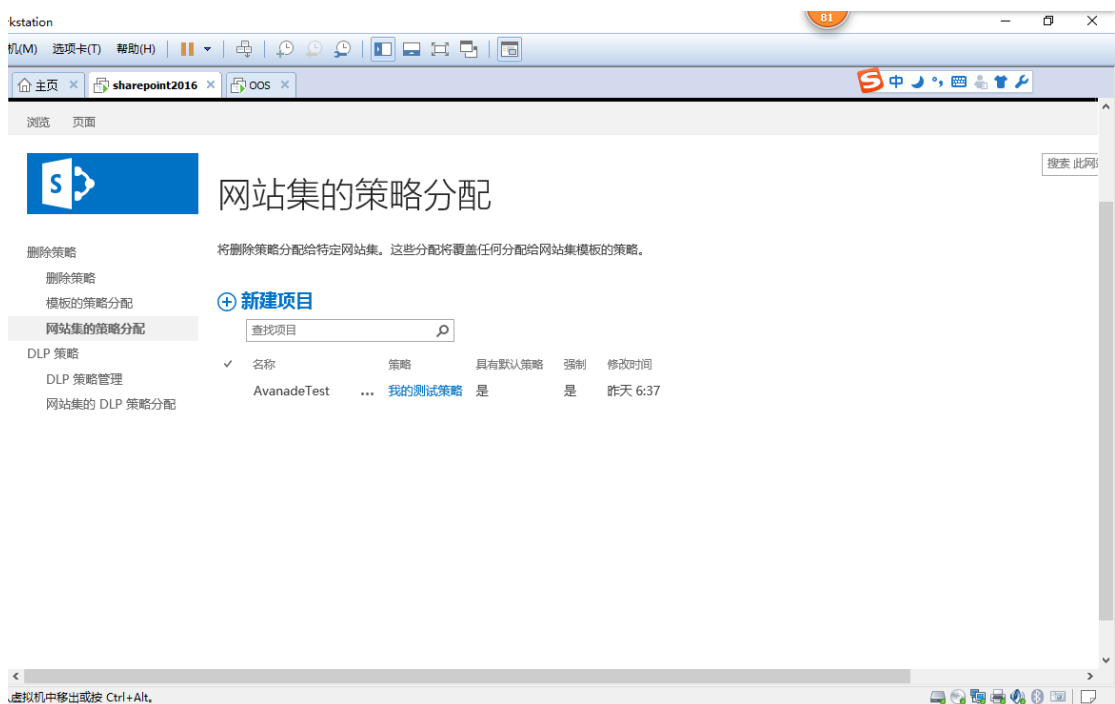 kstation
81
机(M) 选项卡(T) 帮助(H)
主页 sharepoint2016 OOS
中
浏览 页面
搜索 此网
S
网站集的策略分配
删除策略
将删除策略分配给特定网站集。这些分配将覆盖任何分配给网站集模板的策略。
删除策略
模板的策略分配
新建项目
网站集的策略分配
查找项目
DLP 策略
名称 策略 具有默认策略 强制 修改时间
DLP 策略管理
AvanadeTest ... 我的测试策略 是 是 昨天 6:37
网站集的 DLP 策略分配
虚拟机中移出或按 Ctrl+Alt。